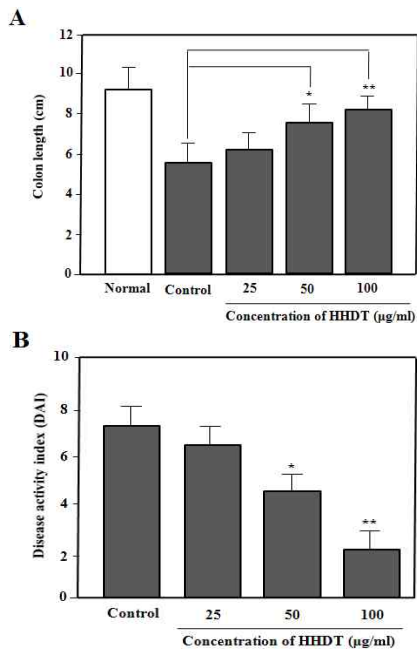 A
12
10
8
6
4
2
0
Colon length (cm)
*
**
Normal
Control
25
50
100
Concentration of HHDT (µg/ml)
B
10
8
6
4
2
0
Disease activity index (DAI)
*
**
Control
25
50
100
Concentration of HHDT (µg/ml)